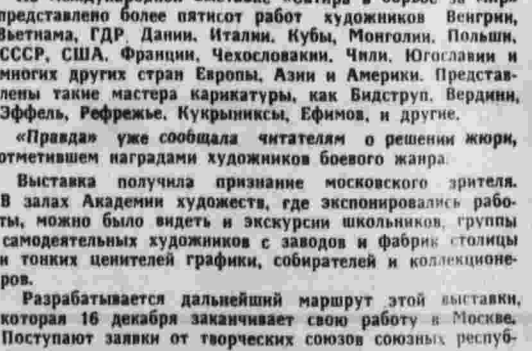 представлено более пятисот работ художников Венгрии,
Вьетнама, ГДР, Дании, Италии, Кубы, Монголии, Польши,
СССР, США, Франции, Чехословакии, Чили, Югославии и
многих других стран Европы, Азии и Америки. Представ-
лены такие мастера карикатуры, как Бидструп, Вердини,
Эффель, Рефрежье, Кукрыниксы, Ефимов, и другие.
«Правда» уже сообщала читателям о решении жюри,
отметившем наградами художников боевого жанра.
Выставка получила признание московского зрителя.
В залах Академии художеств, где экспонировались рабо-
ты, можно было видеть и экскурсии школьников, группы
самодеятельных художников с заводов и фабрик столицы
и тонких ценителей графики, собирателей и коллекционе-
ров.
Разрабатывается дальнейший маршрут этой выставки,
которая 16 декабря заканчивает свою работу в Москве.
Поступают заявки от творческих союзов союзных респуб-